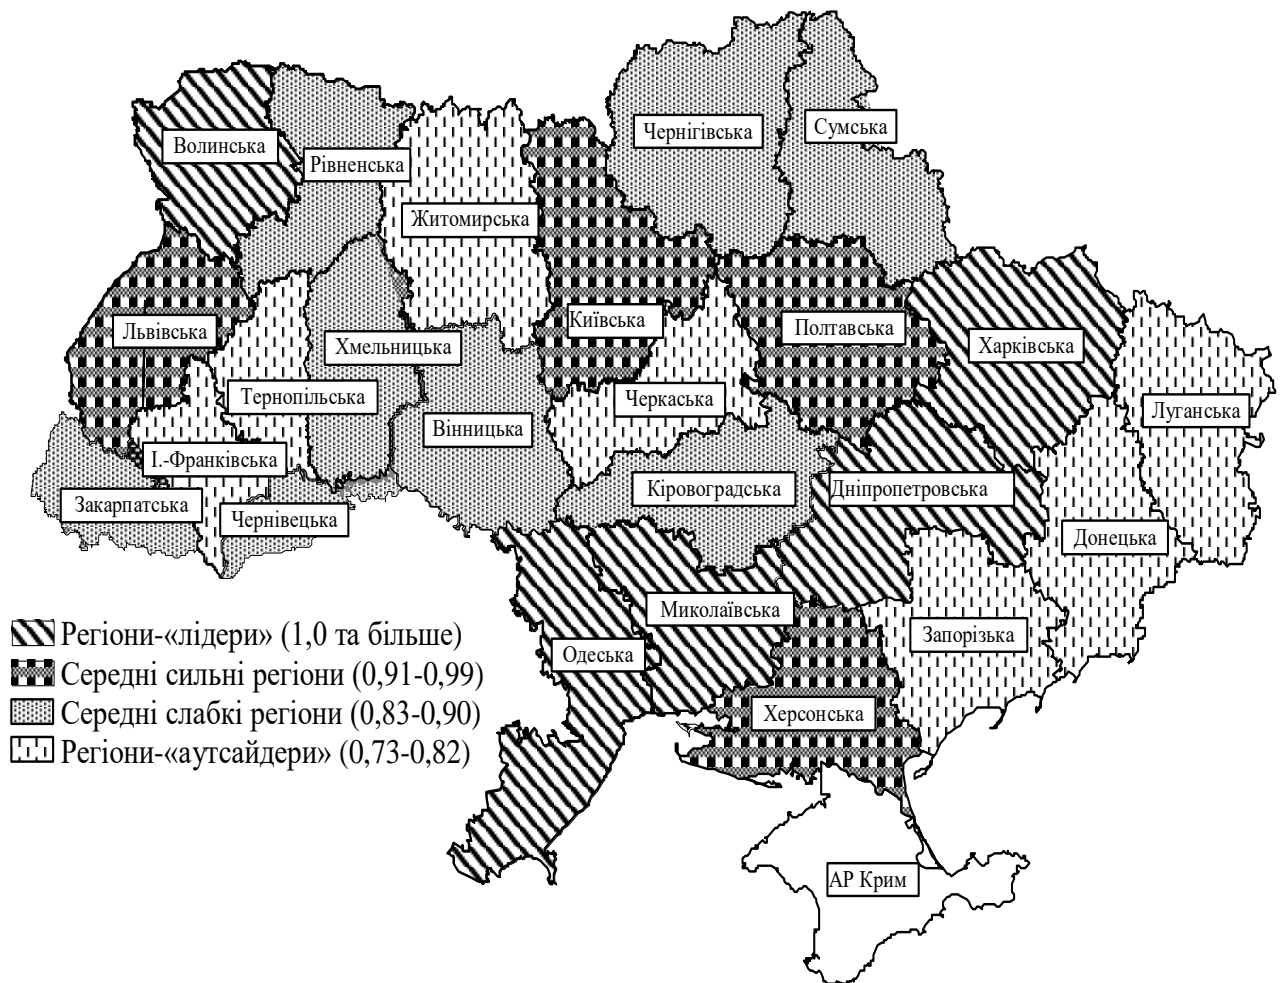 Чернігівська
Сумська
Волинська
Рівненська
Житомирська
Львівська
Хмельницька
Київська
Полтавська
Харківська
Тернопільська
Черкаська
Луганська
Вінницька
І.-Франківська
Кіровоградська
Дніпропетровська
Закарпатська
Чернівецька
Донецька
Миколаївська
Запорізька
Одеська
Херсонська
АР Крим
Регіони-«лідери» (1,0 та більше)
Середні сильні регіони (0,91-0,99)
Середні слабкі регіони (0,83-0,90)
Регіони-«аутсайдери» (0,73-0,82)